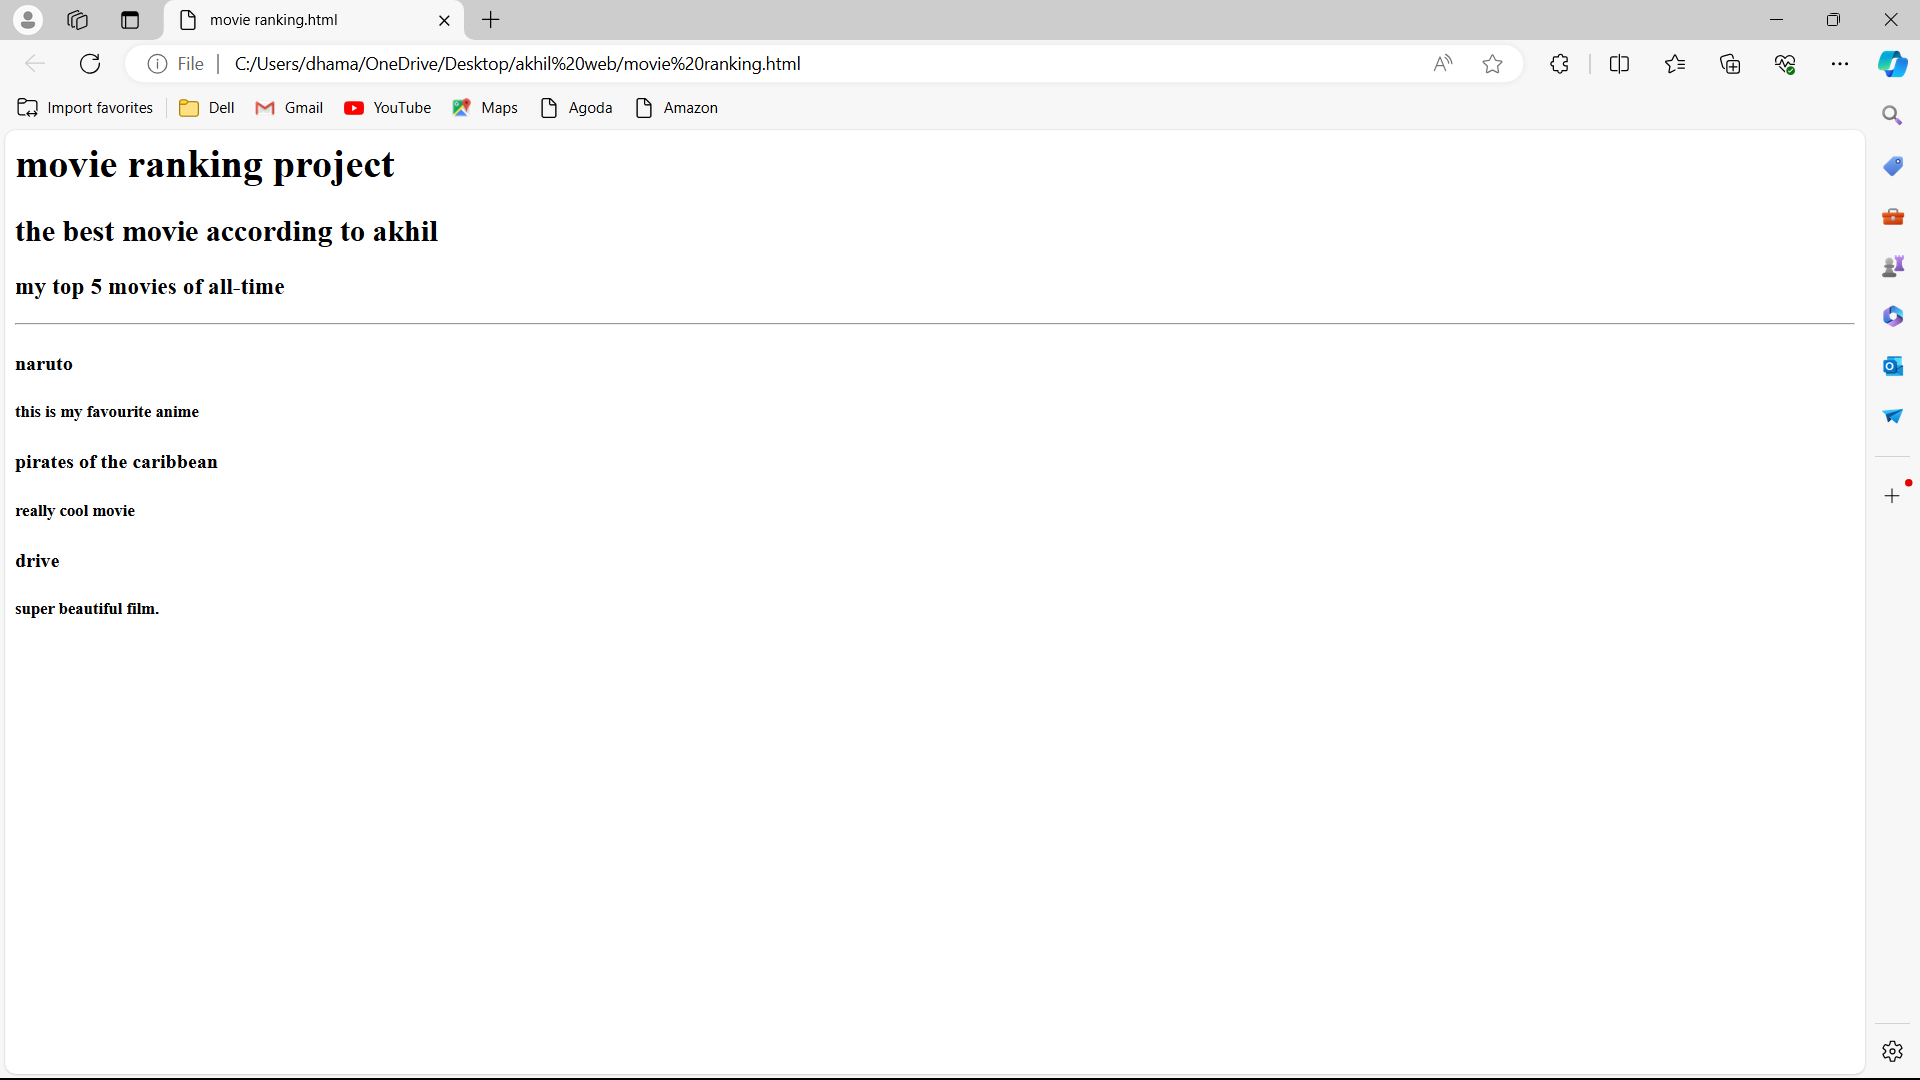 movie ranking.html
File C:/Users/dhama/OneDrive/Desktop/akhil%20web/movie%20ranking.html
Import favorites Dell Gmail YouTube Maps Agoda Amazon
movie ranking project
the best movie according to akhil
my top 5 movies of all-time
naruto
this is my favourite anime
pirates of the caribbean
really cool movie
drive
super beautiful film.